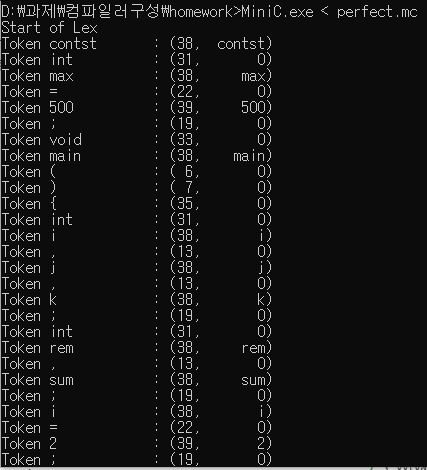 D:\과제\컴파일러구성\homework>MiniC.exe < perfect.mc
Start of Lex
Token contst : (38, contst)
Token int : (31, 0)
Token max : (38, max)
Token = : (22, 0)
Token 500 : (39, 500)
Token ; : (19, 0)
Token void : (33, 0)
Token main : (38, main)
Token ( : ( 6, 0)
Token ) : ( 7, 0)
Token { : (35, 0)
Token int : (31, 0)
Token i : (38, i)
Token , : (13, 0)
Token j : (38, j)
Token , : (13, 0)
Token k : (38, k)
Token ; : (19, 0)
Token int : (31, 0)
Token rem : (38, rem)
Token , : (13, 0)
Token sum : (38, sum)
Token ; : (19, 0)
Token i : (38, i)
Token = : (22, 0)
Token 2 : (39, 2)
Token ; : (19, 0)